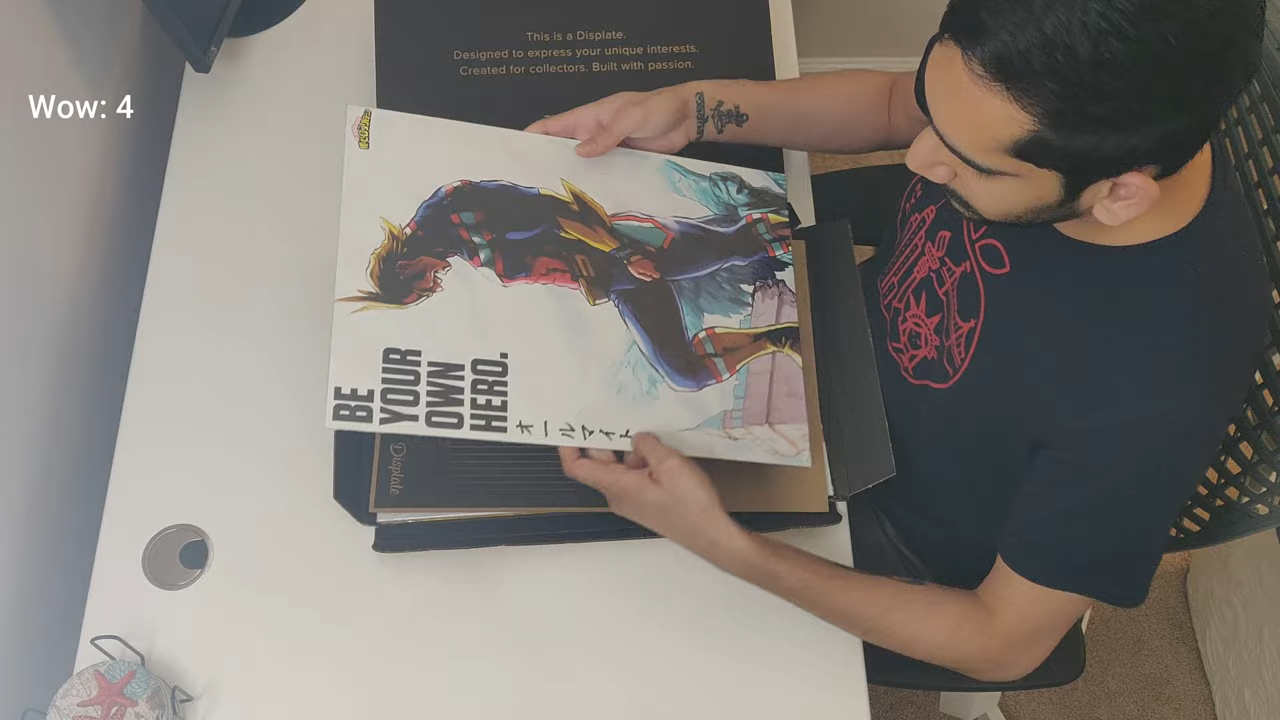 This is a Displate.
Designed to express your unique interests.
Created for collectors. Built with passion.
Wow: 4
BE
YOUR
OWN
HERO.
オールマイト
Displate